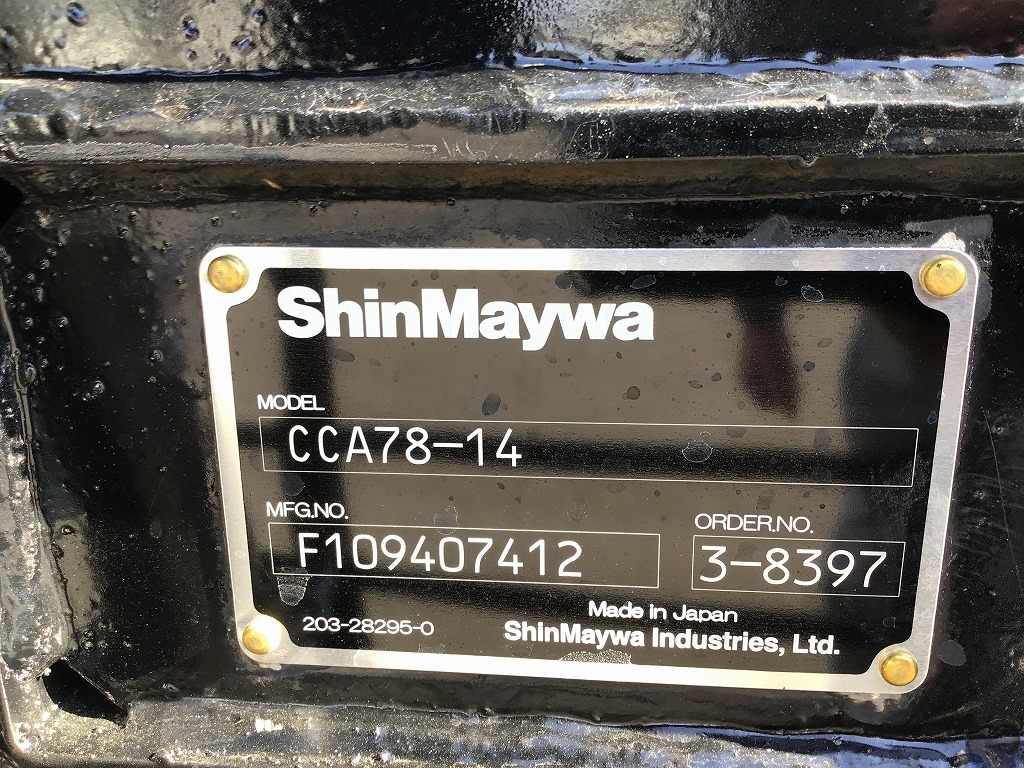 ShinMaywa
MODEL
CCA78-14
MFG.NO.
F109407412
ORDER.NO.
3-8397
203-28295-0
Made in Japan
ShinMaywa Industries, Ltd.